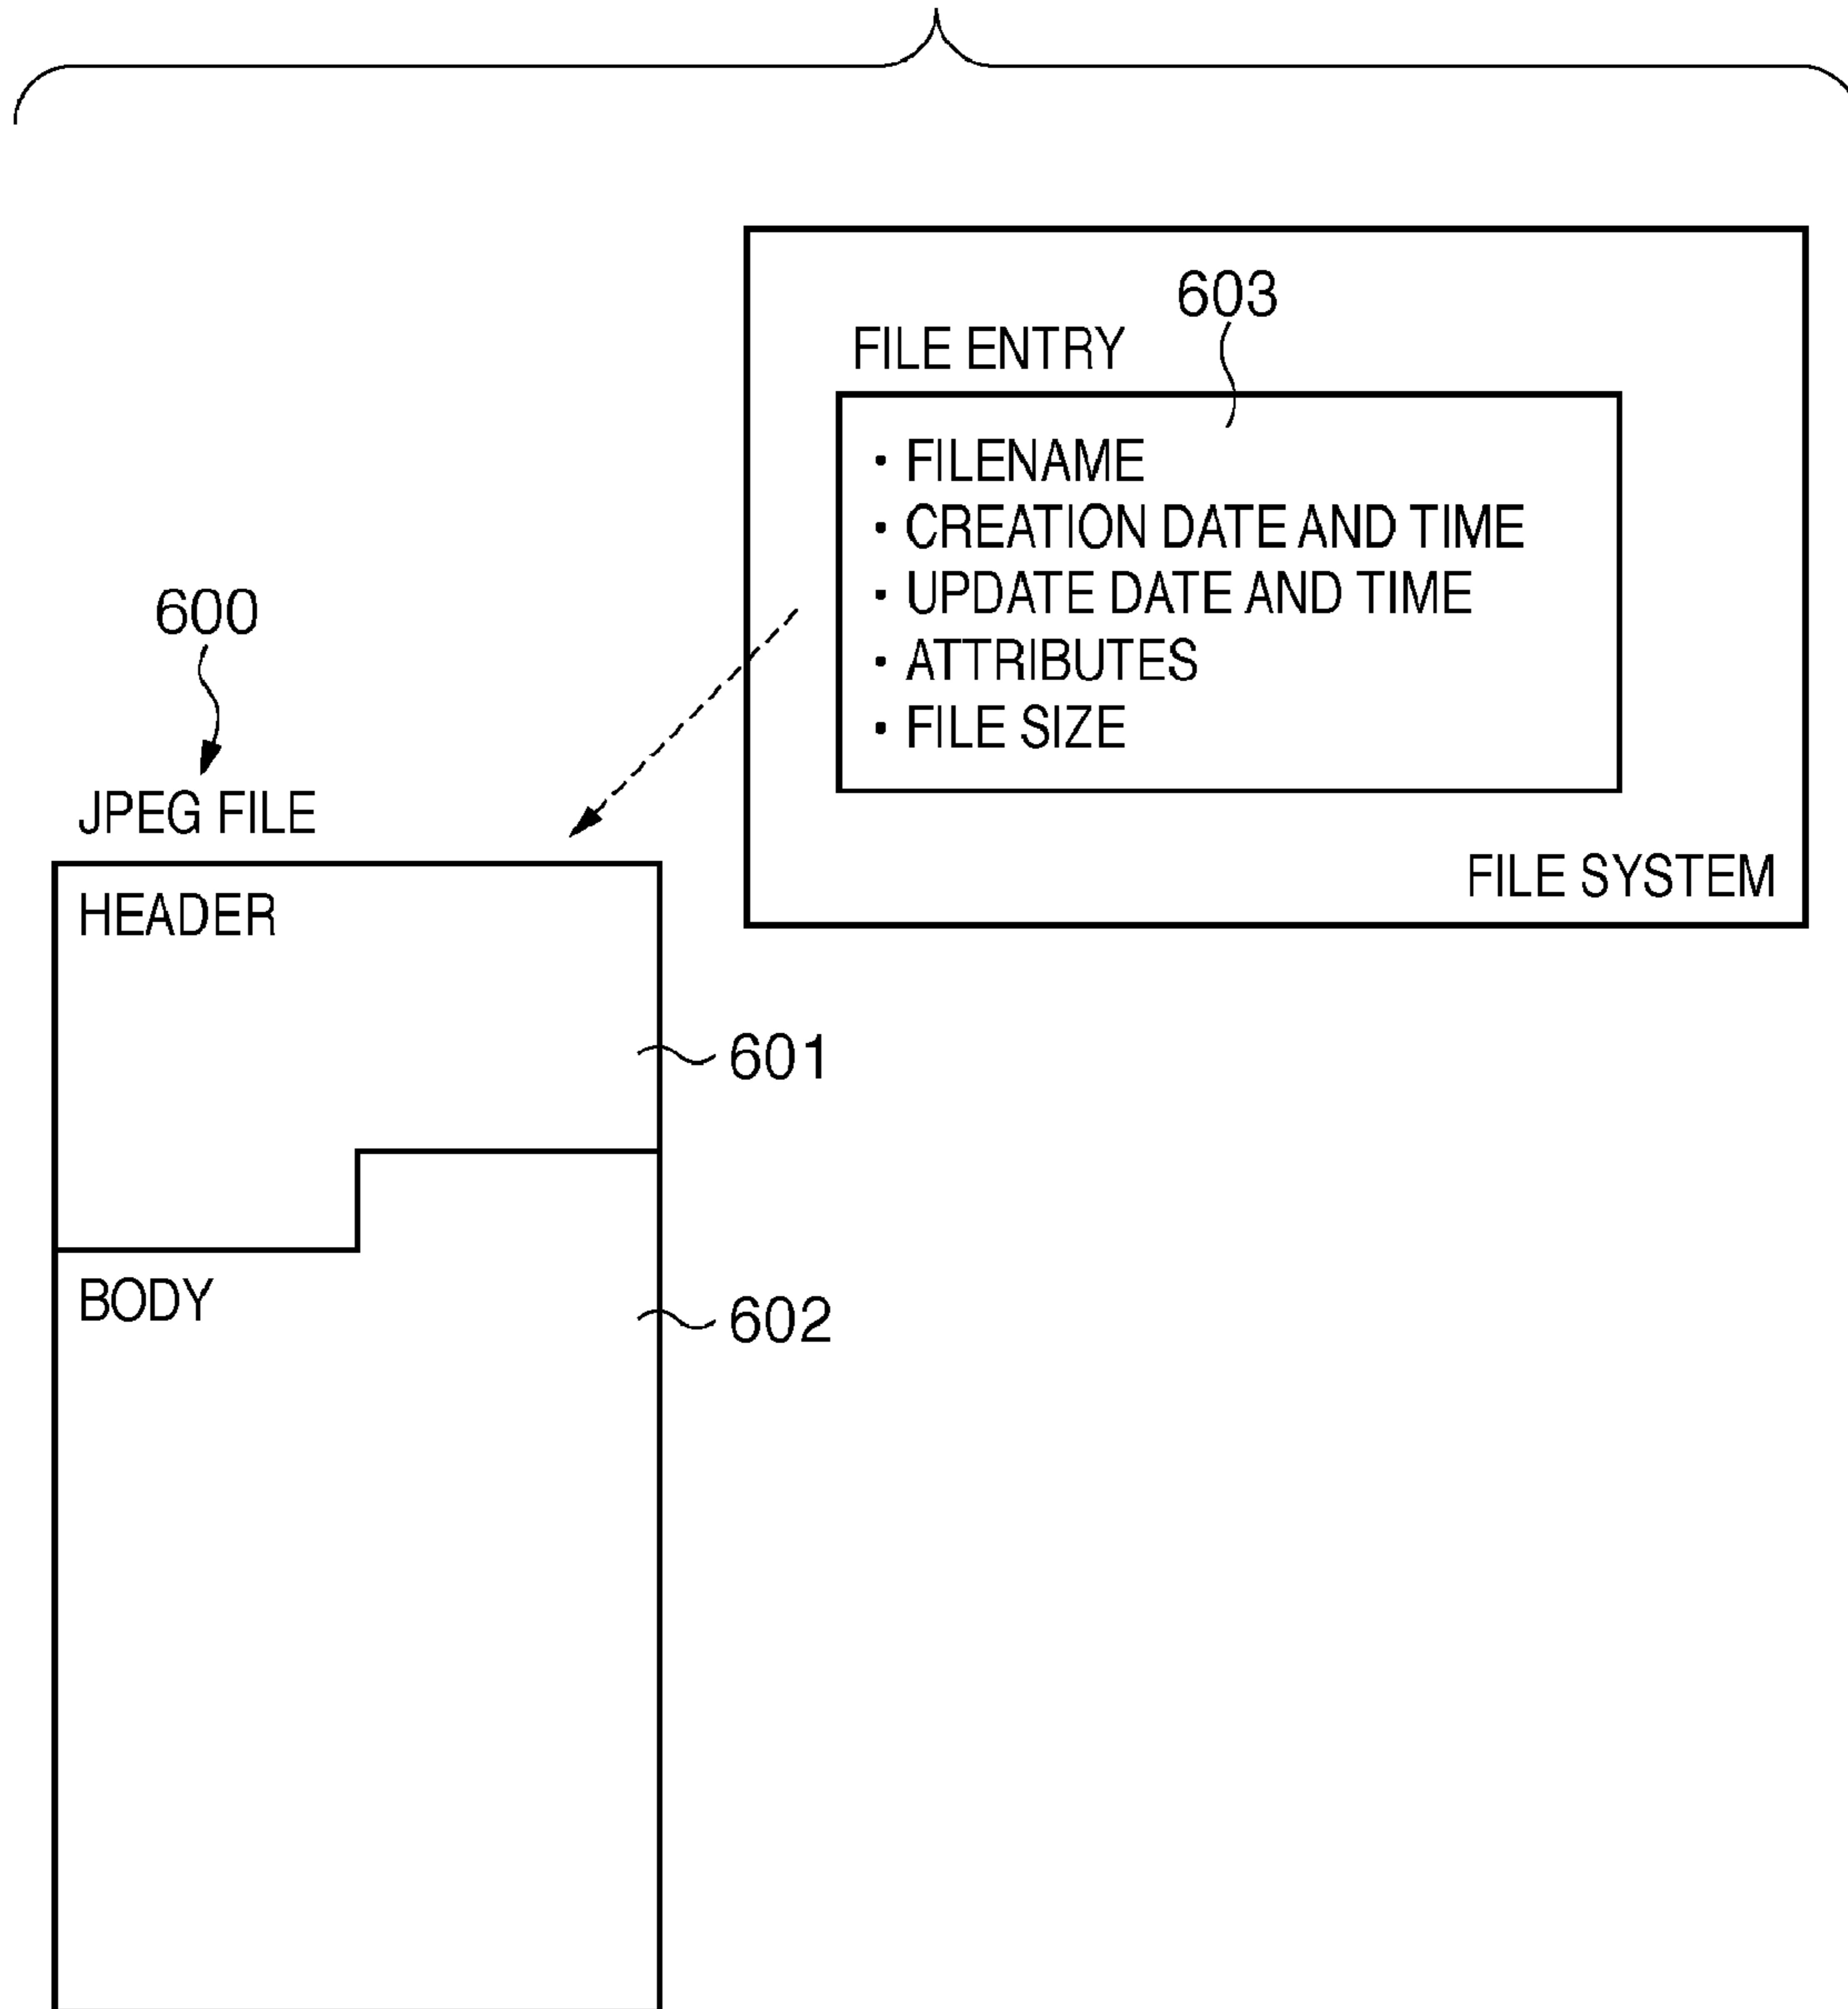 603
FILE ENTRY
· FILENAME
· CREATION DATE AND TIME
· UPDATE DATE AND TIME
· ATTRIBUTES
· FILE SIZE
FILE SYSTEM
600
JPEG FILE
HEADER
601
BODY
602